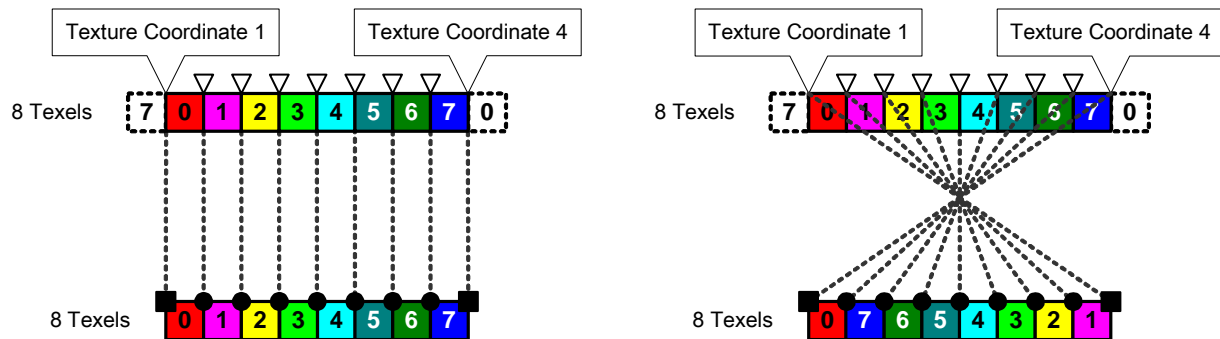 Texture Coordinate 1 Texture Coordinate 4
8 Texels 7 0 1 2 3 4 5 6 7 0
8 Texels 0 1 2 3 4 5 6 7
Texture Coordinate 1 Texture Coordinate 4
8 Texels 7 0 1 2 3 4 5 6 7 0
8 Texels 0 7 6 5 4 3 2 1